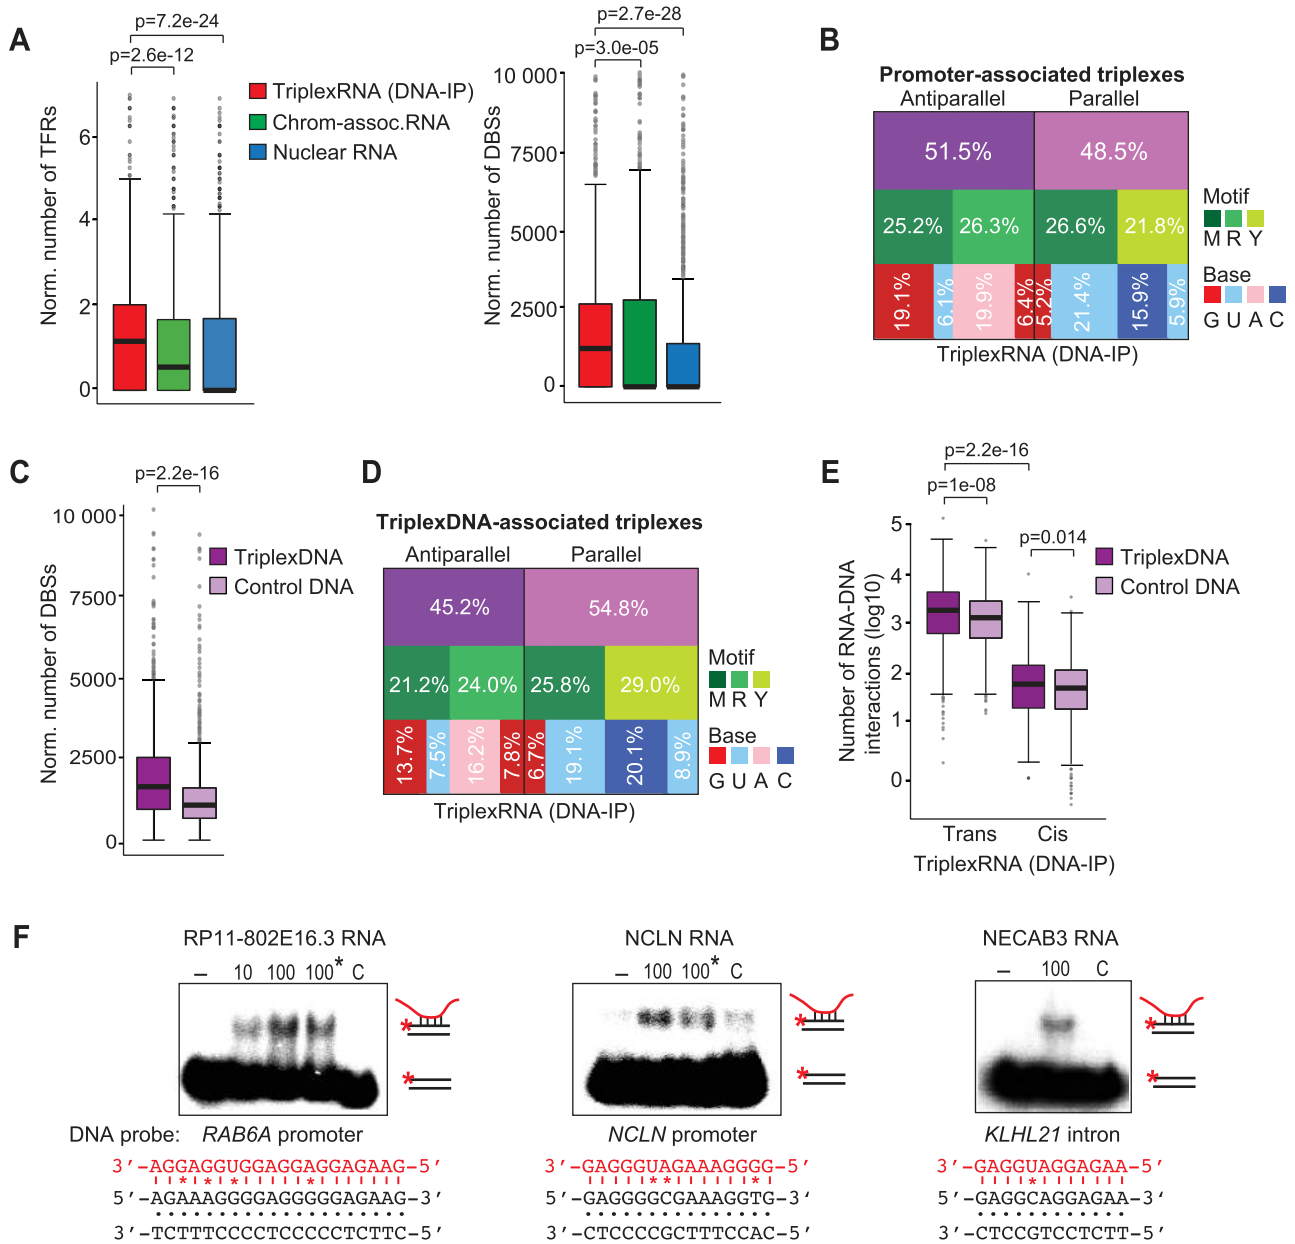 A
p=7.2e-24
p=2.6e-12
Norm. number of TFRs
6
4
2
0
TriplexRNA (DNA-IP)
Chrom-assoc.RNA
Nuclear RNA
p=2.7e-28
p=3.0e-05
Norm. number of DBSs
10 000
7500
5000
2500
0
B
Promoter-associated triplexes
Antiparallel Parallel
51.5% 48.5%
25.2% 26.3% 26.6% 21.8%
19.1% 6.1% 19.9% 6.4% 5.2% 21.4% 15.9% 5.9%
TriplexRNA (DNA-IP)
Motif
M R Y
Base
G U A C
C
p=2.2e-16
Norm. number of DBSs
10 000
7500
5000
2500
0
TriplexDNA
Control DNA
D
TriplexDNA-associated triplexes
Antiparallel Parallel
45.2% 54.8%
21.2% 24.0% 25.8% 29.0%
13.7% 7.5% 16.2% 7.8% 6.7% 19.1% 20.1% 8.9%
TriplexRNA (DNA-IP)
Motif
M R Y
Base
G U A C
E
p=2.2e-16
p=1e-08
p=0.014
Number of RNA-DNA
interactions (log10)
5
4
3
2
1
0
Trans Cis
TriplexRNA (DNA-IP)
TriplexDNA
Control DNA
F
RP11-802E16.3 RNA
– 10 100 100* C
DNA probe: RAB6A promoter
3′-AGGAGGUGGAGGAGGAGAAG-5′
5′-AGAAAGGGGAGGGGGAGAAG-3′
3′-TCTTTCCCCTCCCCCTCTTC-5′
NCLN RNA
– 100 100* C
NCLN promoter
3′-GAGGGUAGAAAGGGG-5′
5′-GAGGGGCGAAAGGTG-3‘
3′-CTCCCCGCTTTCCAC-5′
NECAB3 RNA
– 100 C
KLHL21 intron
3′-GAGGUAGGAGAA-5′
5′-GAGGCAGGAGAA-3‘
3′-CTCCGTCCTCTT-5′